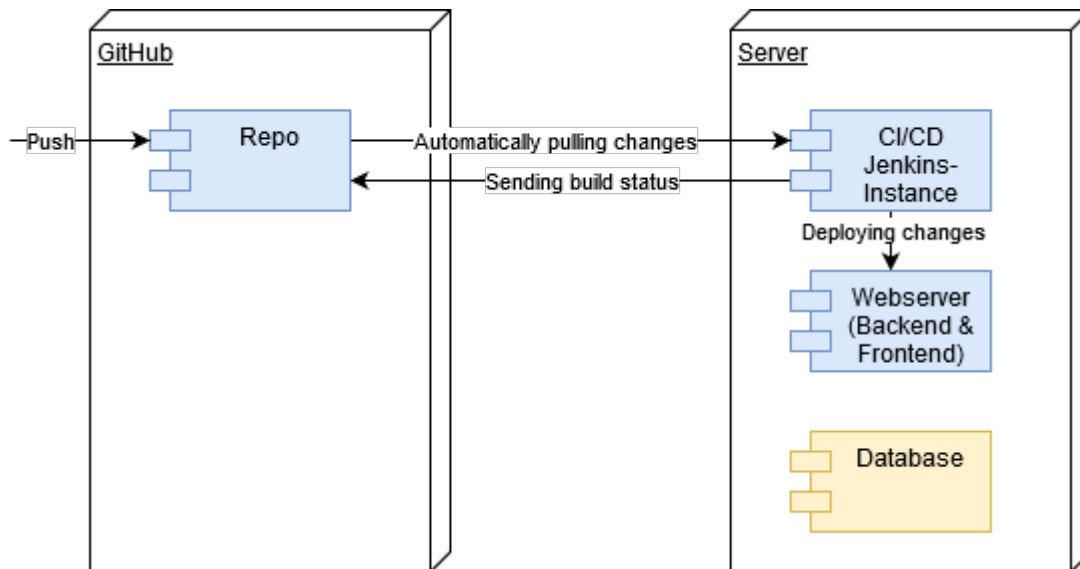 GitHub
Server
Push
Repo
Automatically pulling changes
Sending build status
CI/CD
Jenkins-
Instance
Deploying changes
Webserver
(Backend &
Frontend)
Database